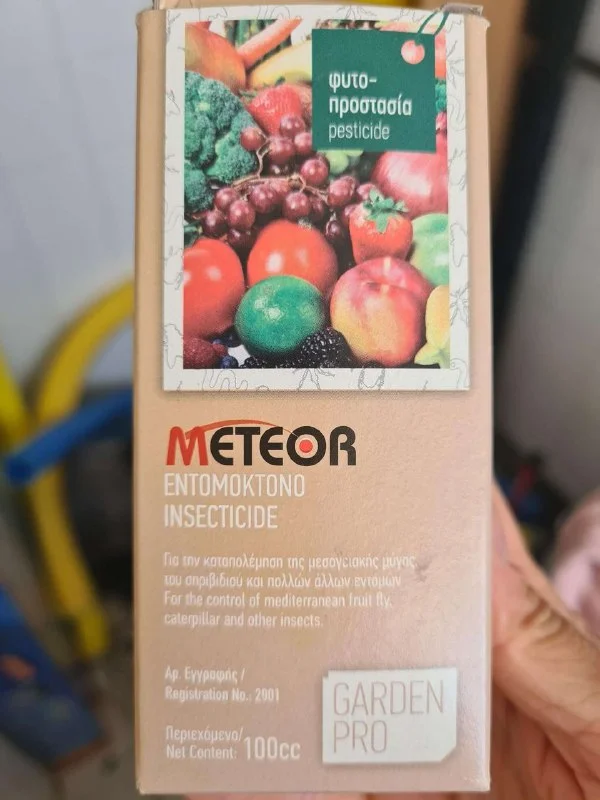 φυτο-
προστασία
pesticide
METEOR
ΕΝΤΟΜΟΚΤΟΝΟ
INSECTICIDE
Για την καταπολέμηση της μεσογειακής μύγας,
του σπριβιδιού και πολλών άλλων εντόμων
For the control of mediterranean fruit fly,
caterpillar and other insects.
Αρ. Εγγραφής /
Registration No.: 2901
Περιεχόμενο/
Net Content: 100cc
GARDEN
PRO